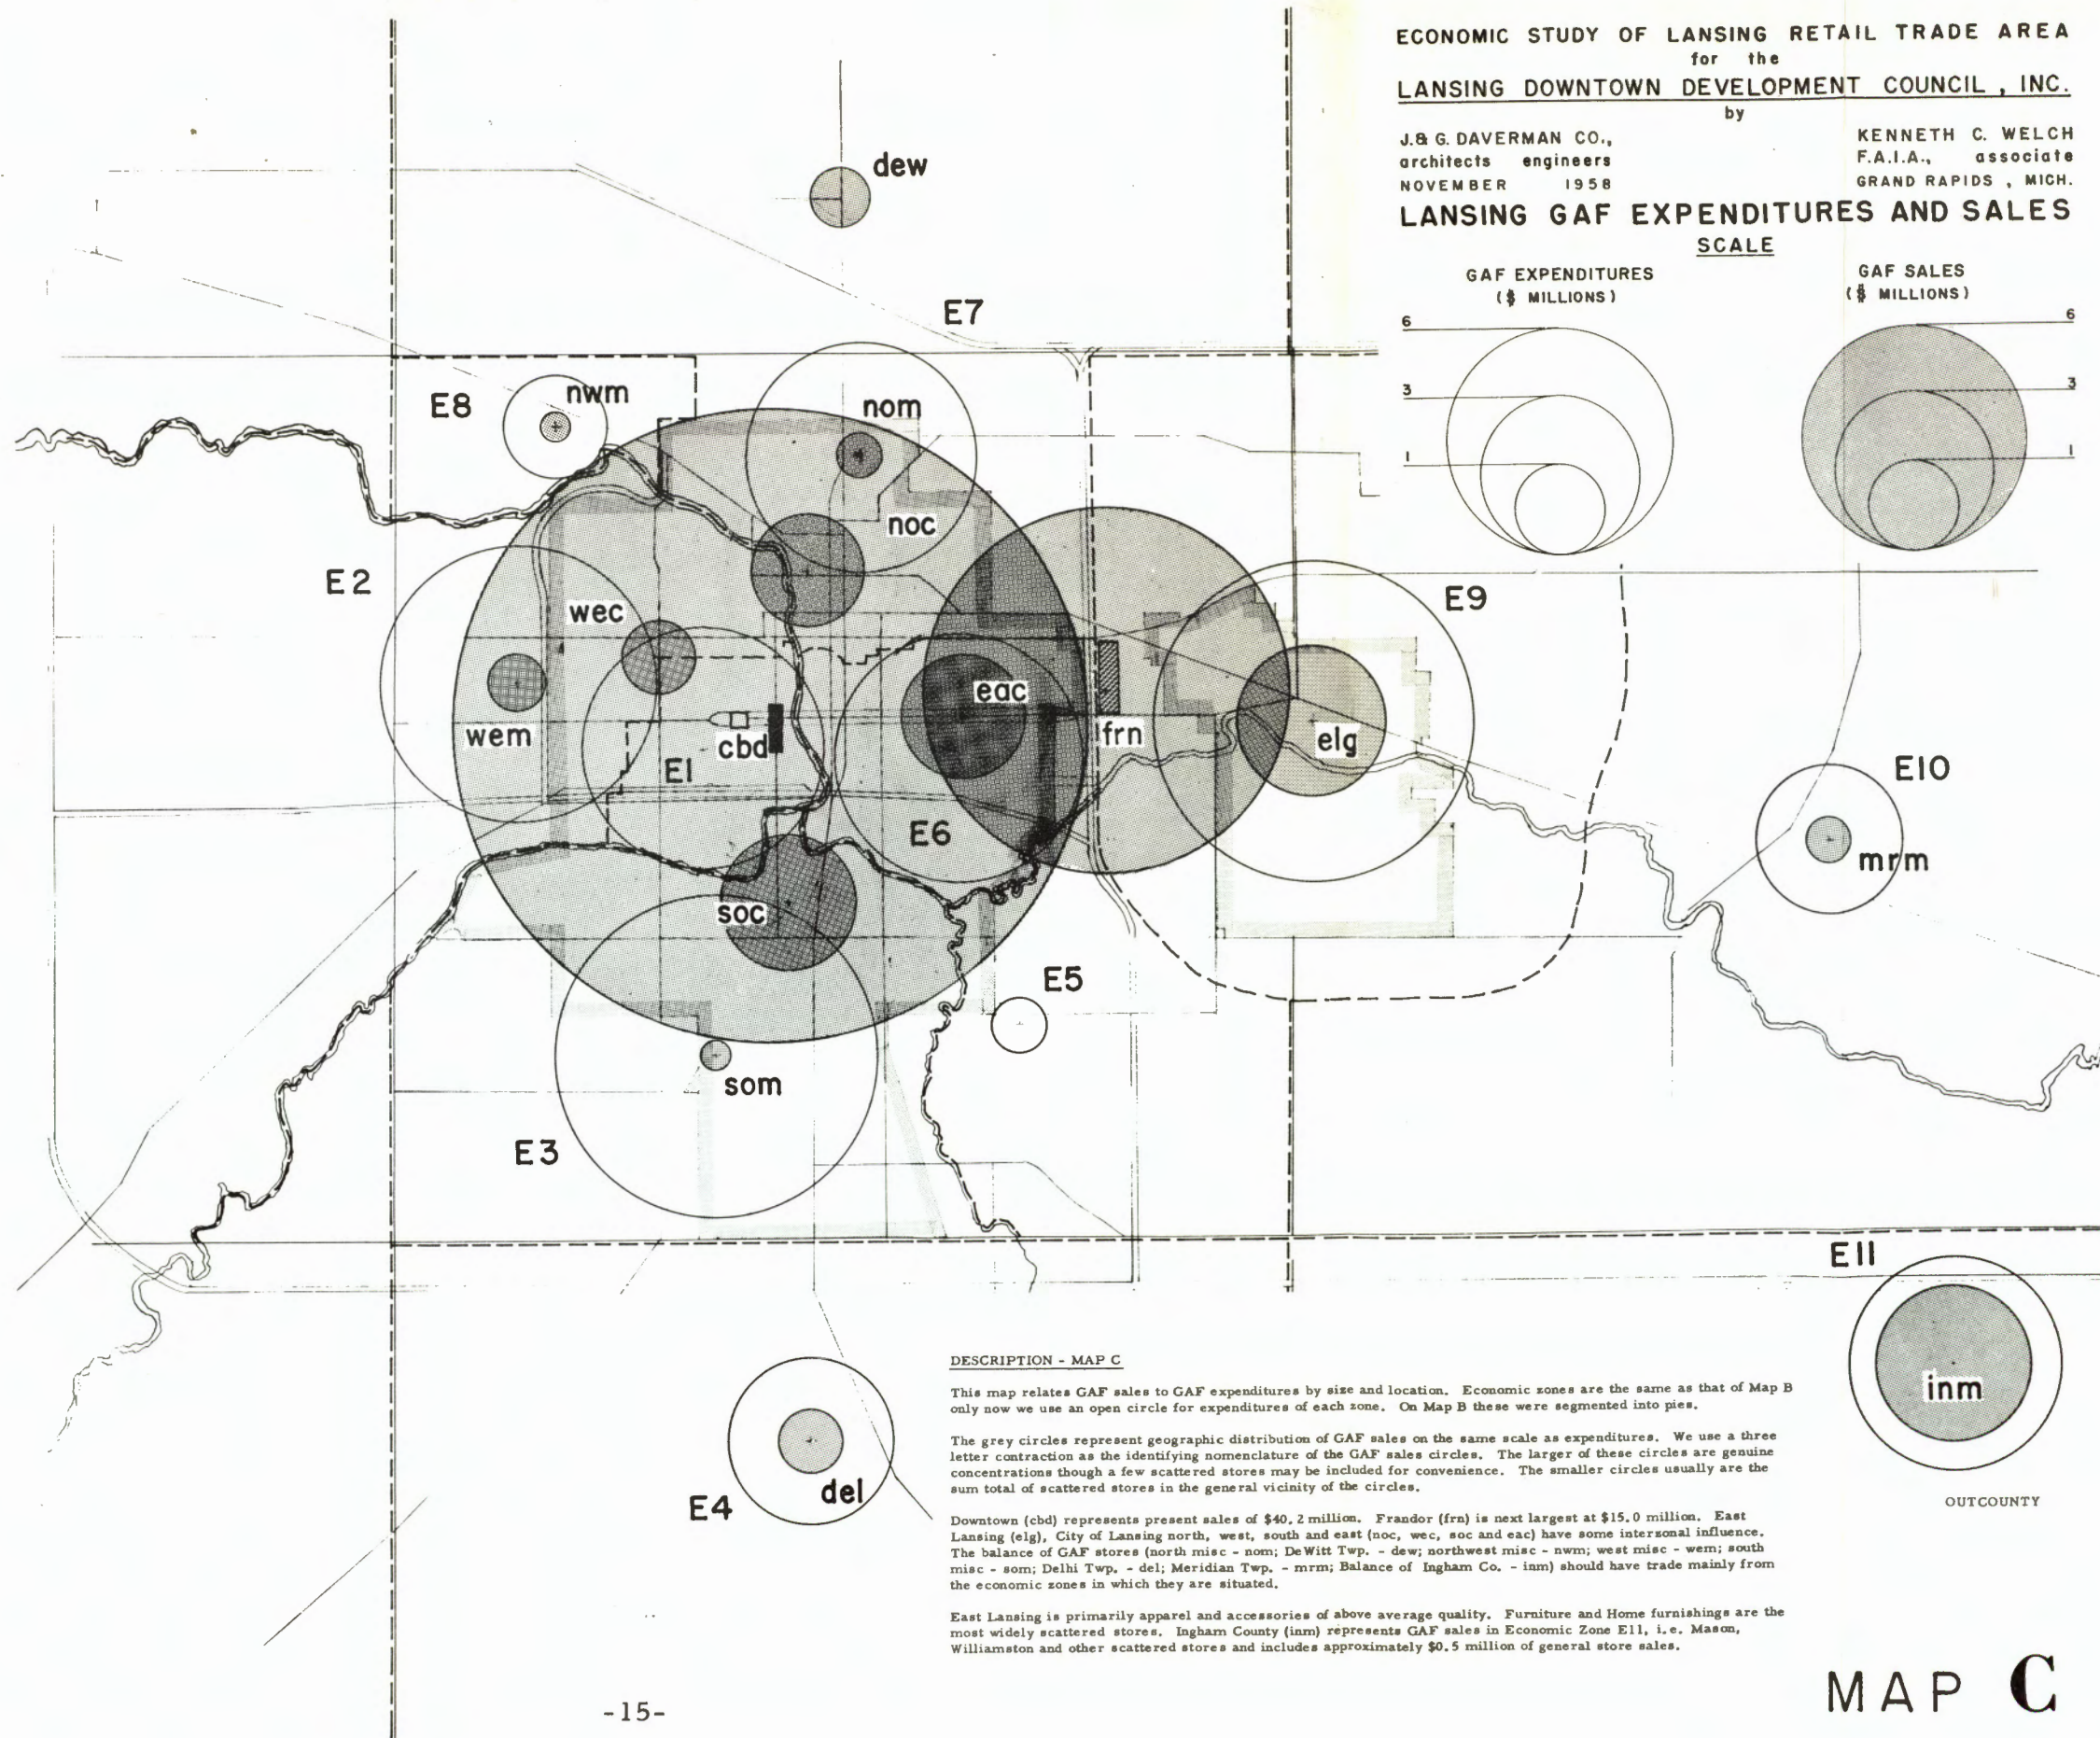 ECONOMIC STUDY OF LANSING RETAIL TRADE AREA
for the
LANSING DOWNTOWN DEVELOPMENT COUNCIL, INC.
by
J.& G. DAVERMAN CO.,
architects engineers
NOVEMBER 1958
KENNETH C. WELCH
F.A.I.A., associate
GRAND RAPIDS, MICH.
LANSING GAF EXPENDITURES AND SALES
SCALE
GAF EXPENDITURES
($ MILLIONS)
6
3
1
GAF SALES
($ MILLIONS)
6
3
1
dew
E7
E8
nwm
nom
noc
E2
wec
E9
eac
wem
cbd
frn
elg
E1
E10
E6
mrm
soc
E5
som
E3
E11
inm
OUTCOUNTY
del
E4
DESCRIPTION - MAP C
This map relates GAF sales to GAF expenditures by size and location. Economic zones are the same as that of Map B
only now we use an open circle for expenditures of each zone. On Map B these were segmented into pies.
The grey circles represent geographic distribution of GAF sales on the same scale as expenditures. We use a three
letter contraction as the identifying nomenclature of the GAF sales circles. The larger of these circles are genuine
concentrations though a few scattered stores may be included for convenience. The smaller circles usually are the
sum total of scattered stores in the general vicinity of the circles.
Downtown (cbd) represents present sales of $40.2 million. Frandor (frn) is next largest at $15.0 million. East
Lansing (elg), City of Lansing north, west, south and east (noc, wec, soc and eac) have some interzonal influence.
The balance of GAF stores (north misc - nom; DeWitt Twp. - dew; northwest misc - nwm; west misc - wem; south
misc - som; Delhi Twp. - del; Meridian Twp. - mrm; Balance of Ingham Co. - inm) should have trade mainly from
the economic zones in which they are situated.
East Lansing is primarily apparel and accessories of above average quality. Furniture and Home furnishings are the
most widely scattered stores. Ingham County (inm) represents GAF sales in Economic Zone E11, i.e. Mason,
Williamston and other scattered stores and includes approximately $0.5 million of general store sales.
-15-
MAP C